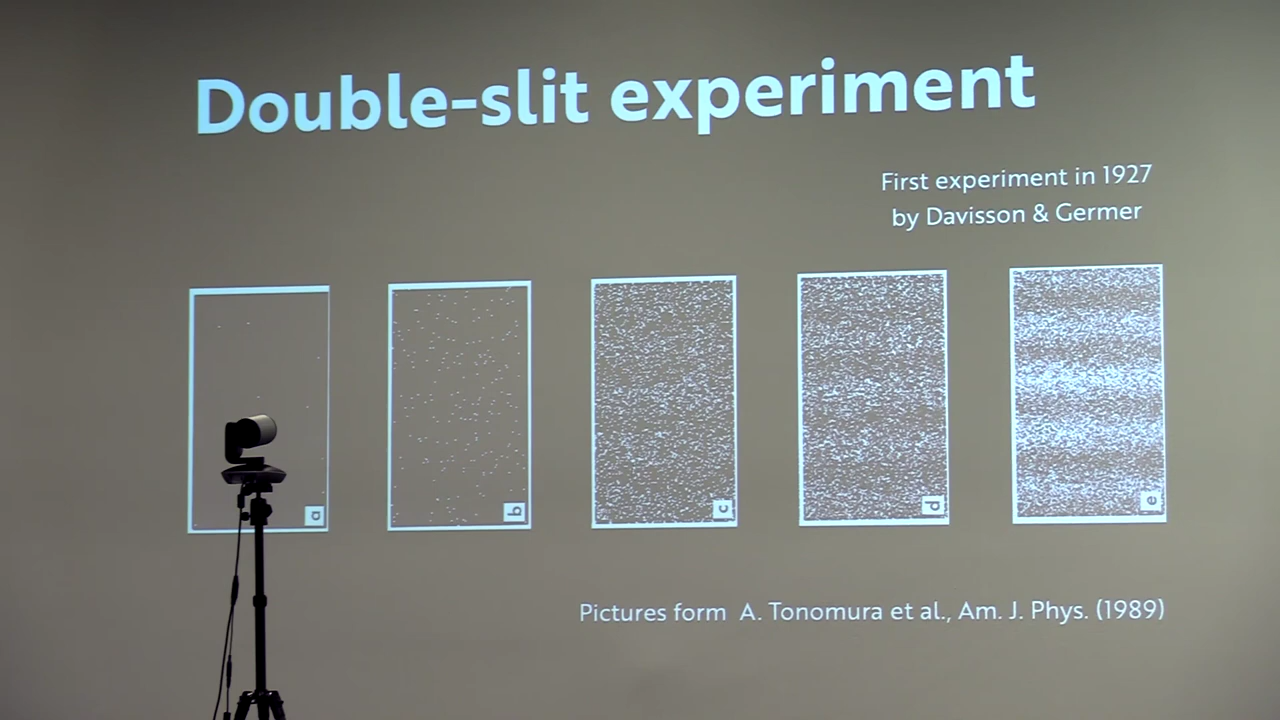 Double-slit experiment
First experiment in 1927
by Davisson & Germer
a
b
c
d
e
Pictures form A. Tonomura et al., Am. J. Phys. (1989)